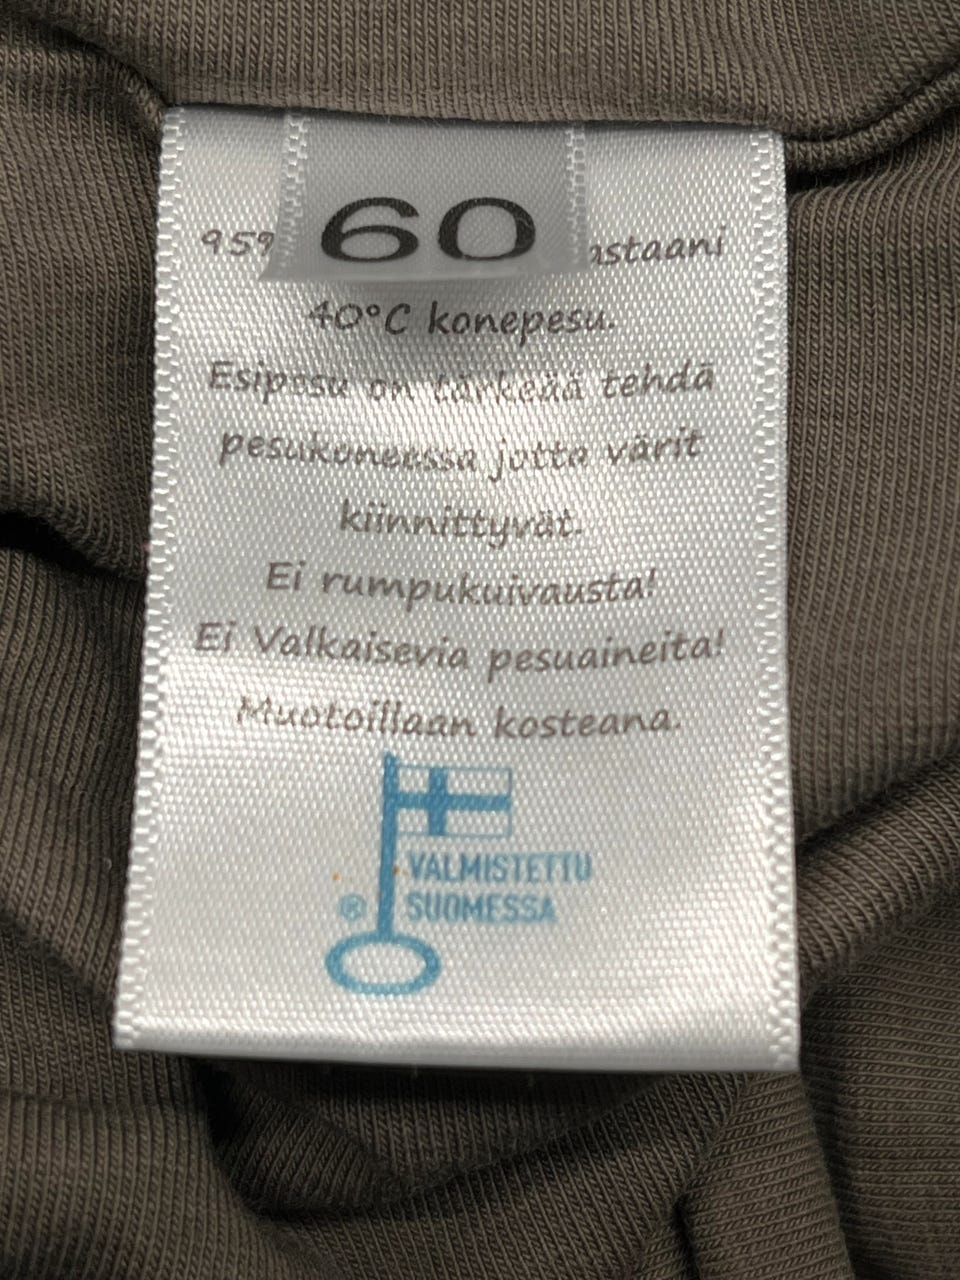 60
40°C konepesu.
Esipesu on tärkeää tehdä
pesukoneessa jotta värit
kiinnittyvät.
Ei rumpukuivausta!
Ei Valkaisevia pesuaineita!
Muotoillaan kosteana.
VALMISTETTU
® SUOMESSA